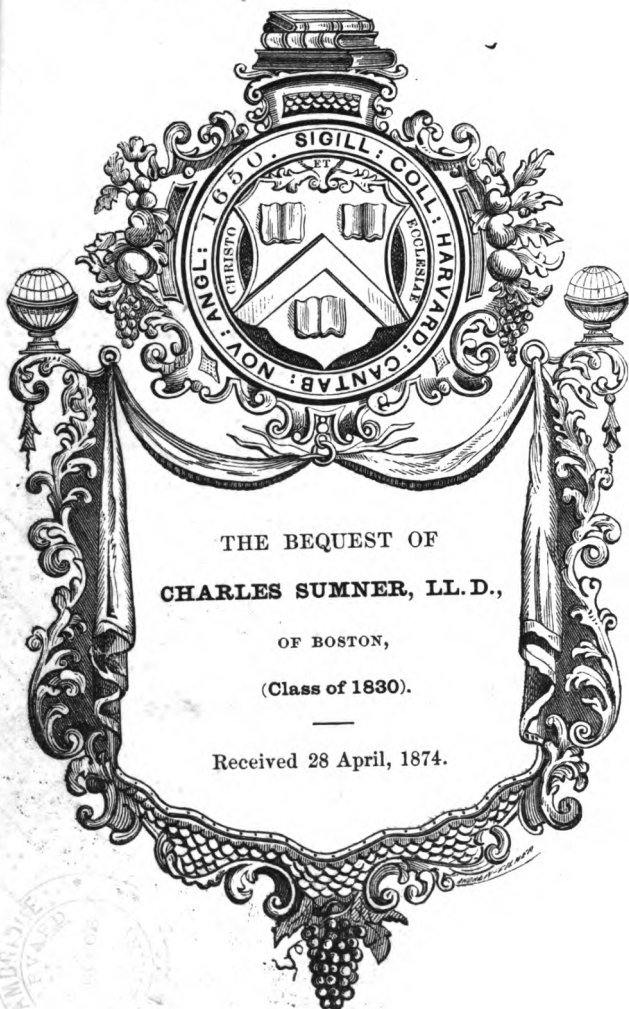 SIGILL: COLL: HARVARD: CANTAB: NOV: ANGL: 1650.
ET
CHRISTO
ECCLESIAE
THE BEQUEST OF
CHARLES SUMNER, LL.D.,
OF BOSTON,
(Class of 1830).
Received 28 April, 1874.